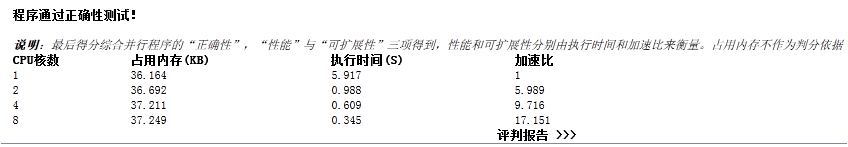 程序通过正确性测试！
说明：最后得分综合并行程序的“正确性”，“性能”与“可扩展性”三项得到，性能和可扩展性分别由执行时间和加速比来衡量。占用内存不作为判分依据
CPU核数 占用内存(KB) 执行时间(S) 加速比
1 36.164 5.917 1
2 36.692 0.988 5.989
4 37.211 0.609 9.716
8 37.249 0.345 17.151
评判报告 >>>